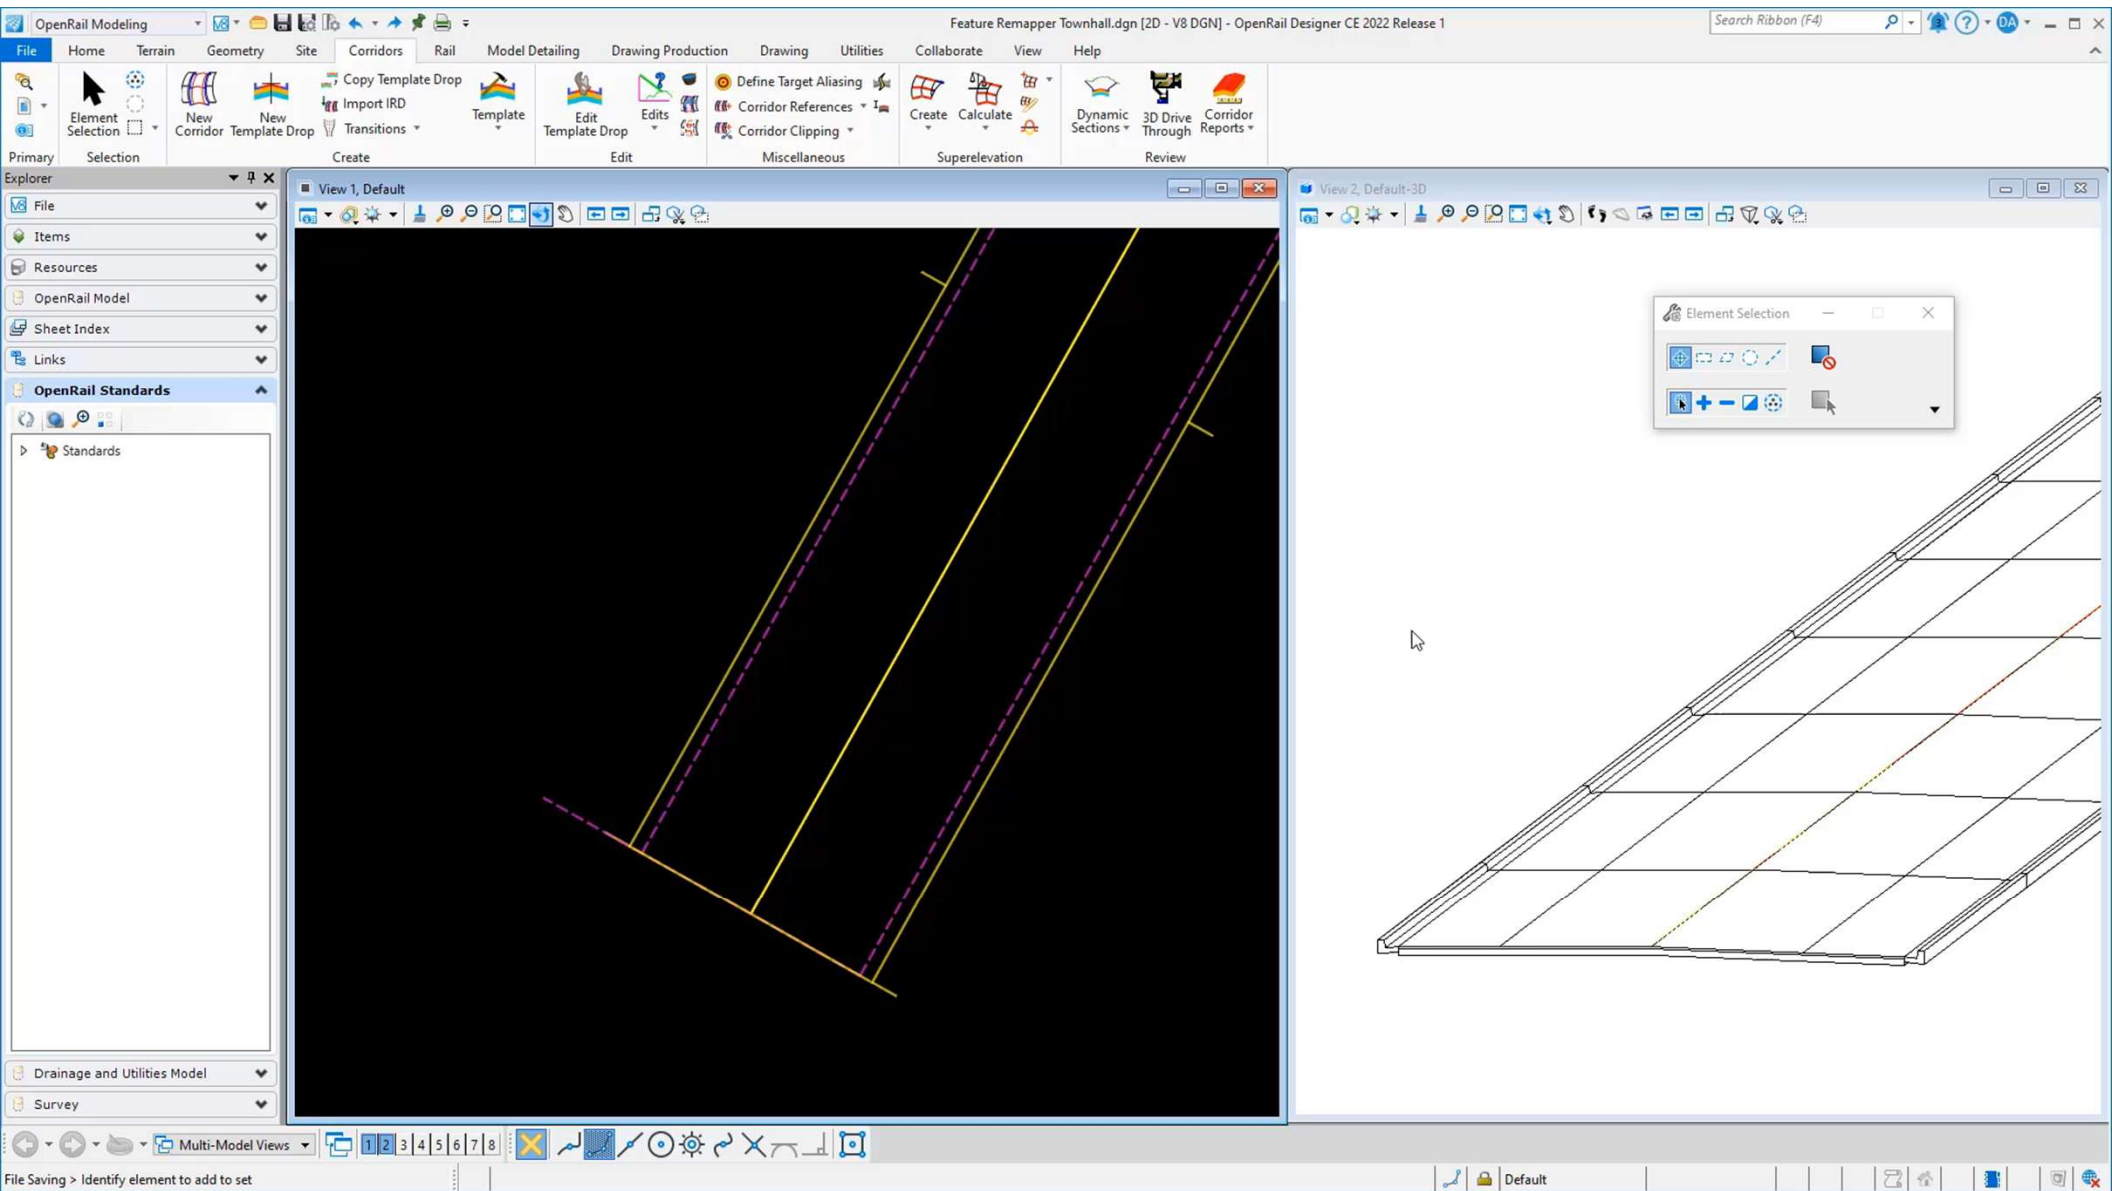 OpenRail Modeling
Feature Remapper Townhall.dgn [2D - V8 DGN] - OpenRail Designer CE 2022 Release 1
Search Ribbon (F4)
DA
File
Home
Terrain
Geometry
Site
Corridors
Rail
Model Detailing
Drawing Production
Drawing
Utilities
Collaborate
View
Help
Element Selection
New Corridor
New Template Drop
Copy Template Drop
Import IRD
Transitions
Template
Edit Template Drop
Edits
Define Target Aliasing
Corridor References
Corridor Clipping
Create
Calculate
Dynamic Sections
3D Drive Through
Corridor Reports
Primary
Selection
Create
Edit
Miscellaneous
Superelevation
Review
Explorer
File
Items
Resources
OpenRail Model
Sheet Index
Links
OpenRail Standards
Standards
Drainage and Utilities Model
Survey
View 1, Default
View 2, Default-3D
Element Selection
Multi-Model Views
1 2 3 4 5 6 7 8
File Saving > Identify element to add to set
Default